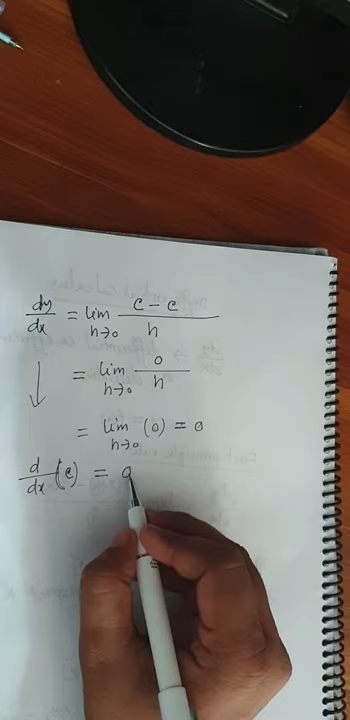 dy/dx = lim h→0 (c - c)/h
= lim h→0 0/h
= lim h→0 (0) = 0
d/dx (c) = 0